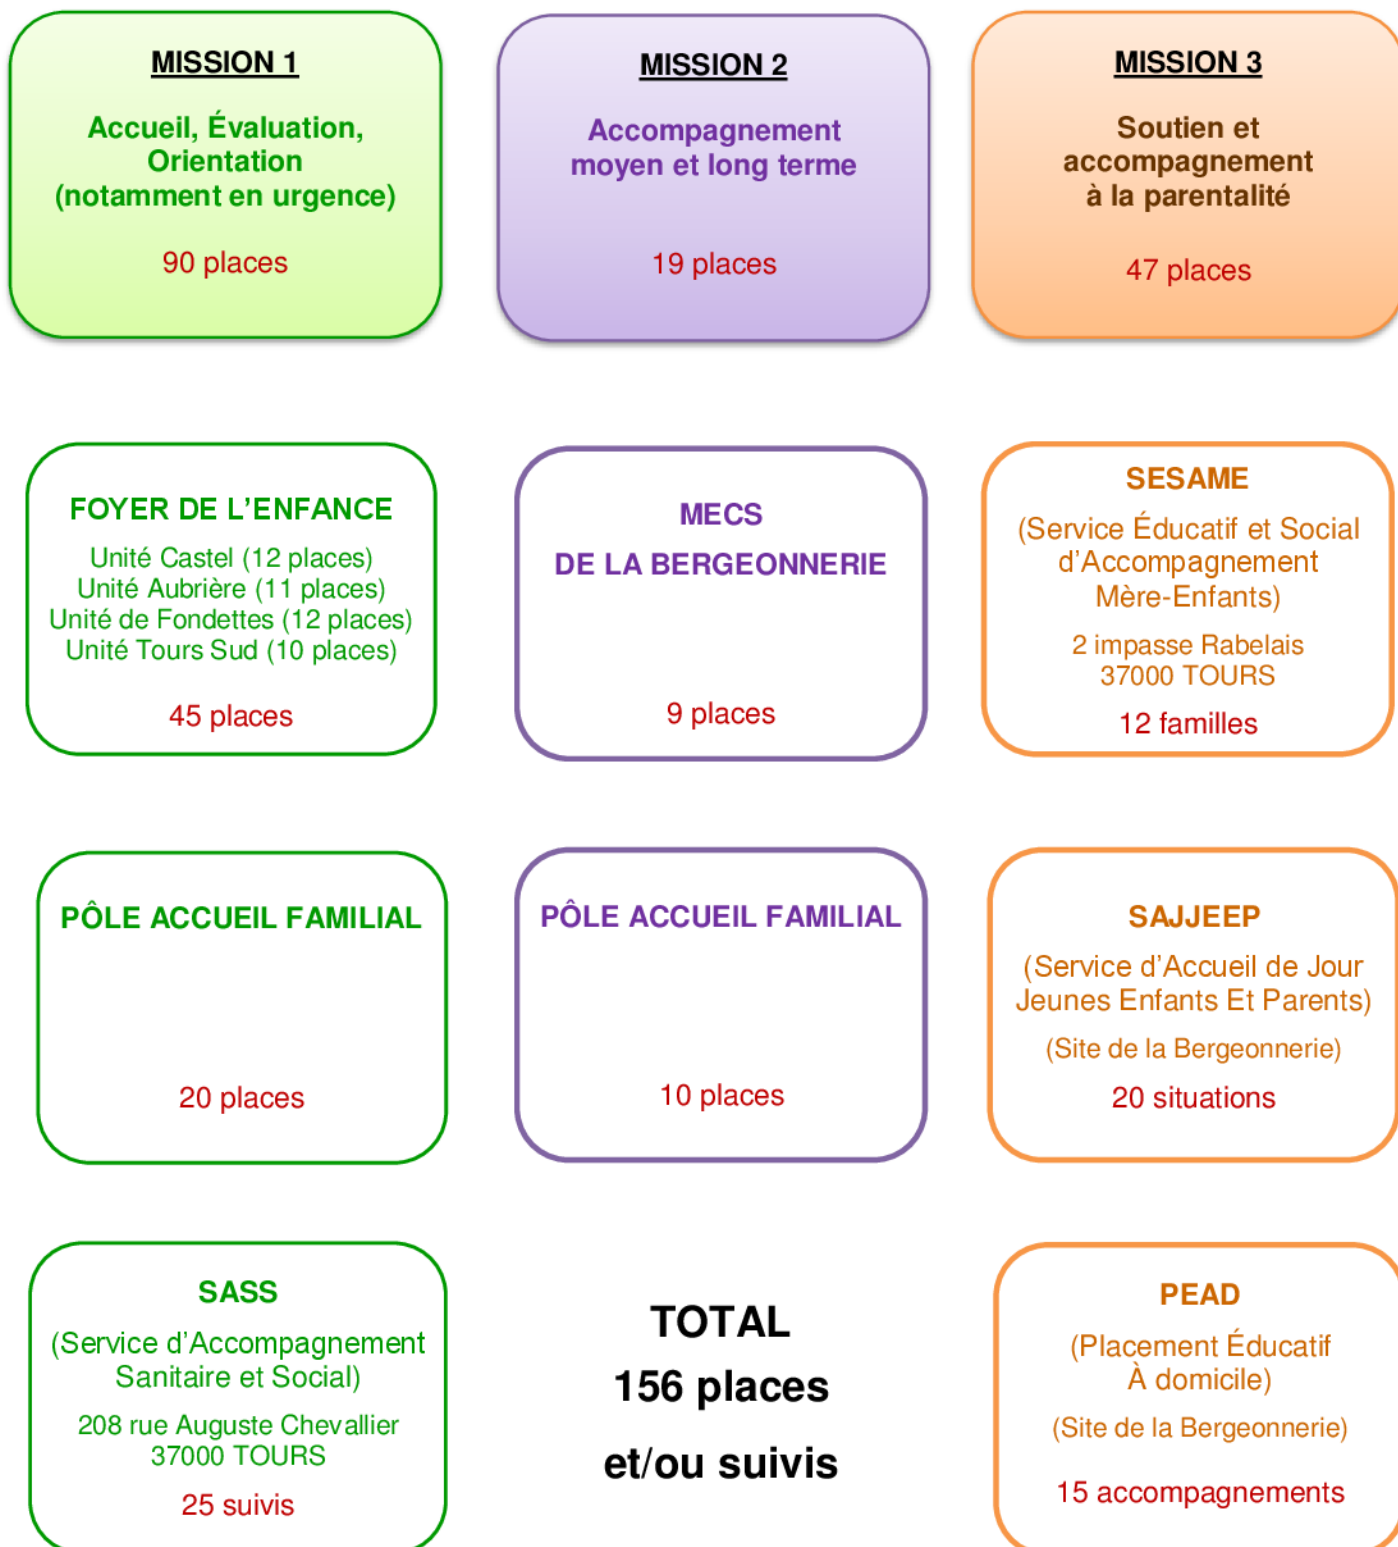 MISSION 1
Accueil, Évaluation,
Orientation
(notamment en urgence)
90 places
MISSION 2
Accompagnement
moyen et long terme
19 places
MISSION 3
Soutien et
accompagnement
à la parentalité
47 places
FOYER DE L’ENFANCE
Unité Castel (12 places)
Unité Aubrière (11 places)
Unité de Fondettes (12 places)
Unité Tours Sud (10 places)
45 places
MECS
DE LA BERGEONNERIE
9 places
SESAME
(Service Éducatif et Social
d’Accompagnement
Mère-Enfants)
2 impasse Rabelais
37000 TOURS
12 familles
PÔLE ACCUEIL FAMILIAL
20 places
PÔLE ACCUEIL FAMILIAL
10 places
SAJJEEP
(Service d’Accueil de Jour
Jeunes Enfants Et Parents)
(Site de la Bergeonnerie)
20 situations
SASS
(Service d’Accompagnement
Sanitaire et Social)
208 rue Auguste Chevallier
37000 TOURS
25 suivis
TOTAL
156 places
et/ou suivis
PEAD
(Placement Éducatif
À domicile)
(Site de la Bergeonnerie)
15 accompagnements